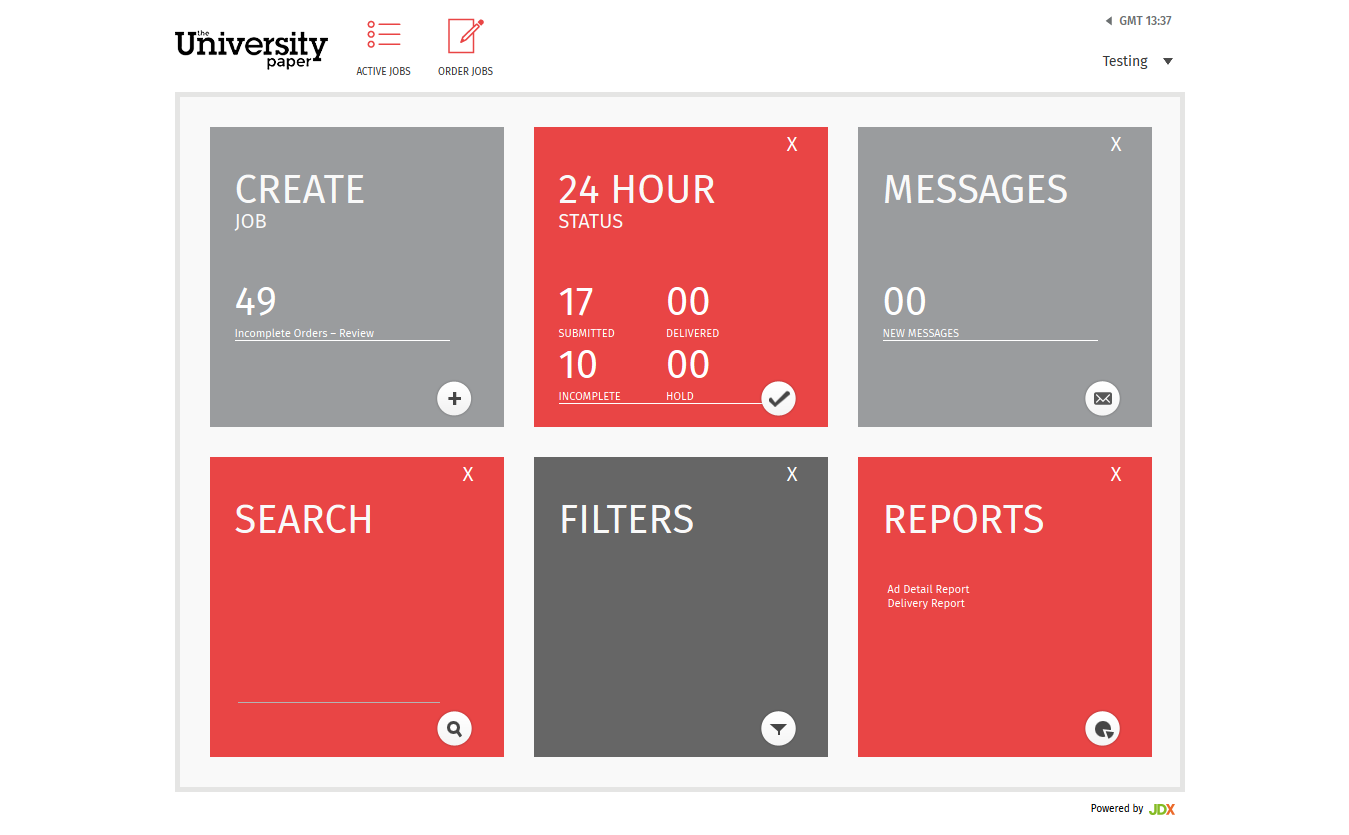 the
University
paper
ACTIVE JOBS
ORDER JOBS
GMT 13:37
Testing
CREATE
JOB
49
Incomplete Orders – Review
X
24 HOUR
STATUS
17 00
SUBMITTED DELIVERED
10 00
INCOMPLETE HOLD
X
MESSAGES
00
NEW MESSAGES
X
SEARCH
X
FILTERS
X
REPORTS
Ad Detail Report
Delivery Report
Powered by JDX